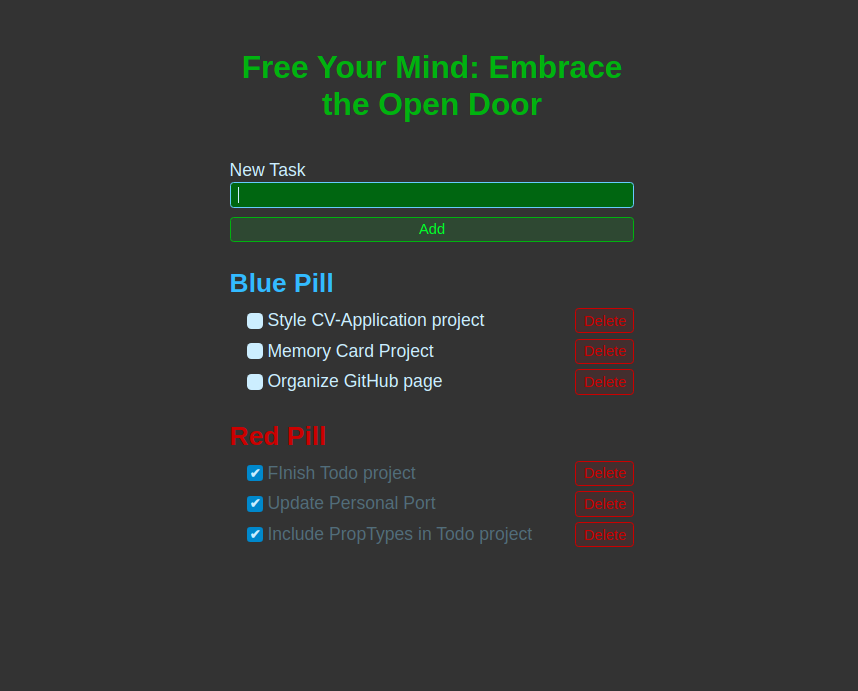 Free Your Mind: Embrace
the Open Door
New Task
Add
Blue Pill
Style CV-Application project
Delete
Memory Card Project
Delete
Organize GitHub page
Delete
Red Pill
FInish Todo project
Delete
Update Personal Port
Delete
Include PropTypes in Todo project
Delete